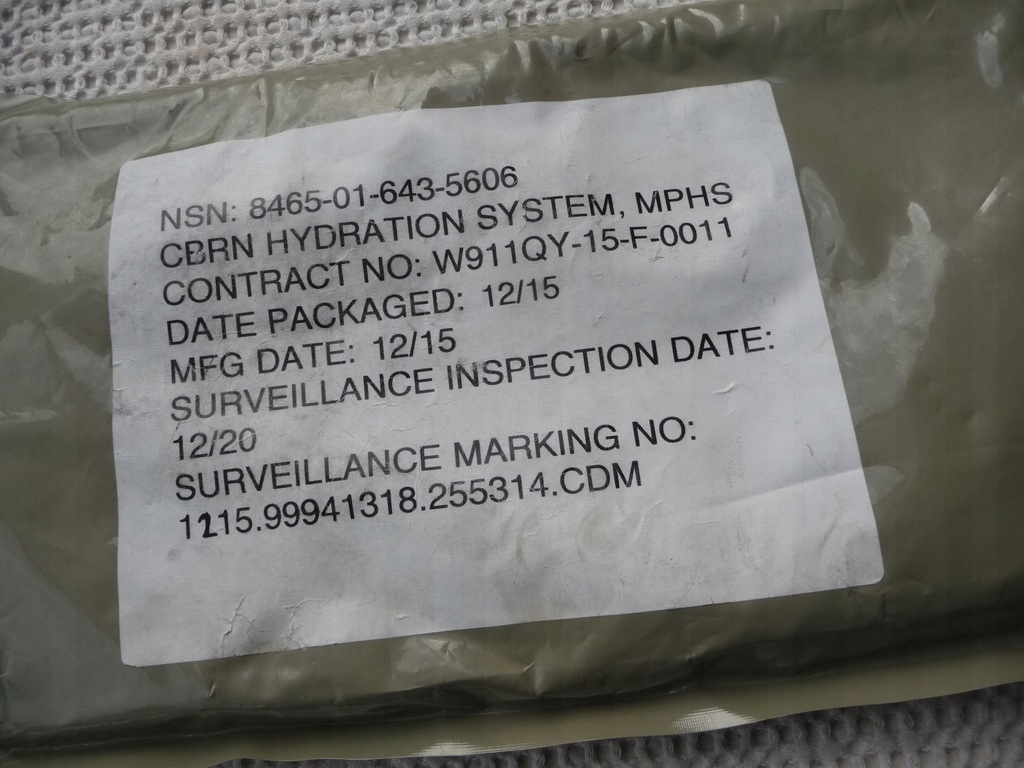 NSN: 8465-01-643-5606
CBRN HYDRATION SYSTEM, MPHS
CONTRACT NO: W911QY-15-F-0011
DATE PACKAGED: 12/15
MFG DATE: 12/15
SURVEILLANCE INSPECTION DATE:
12/20
SURVEILLANCE MARKING NO:
1215.99941318.255314.CDM